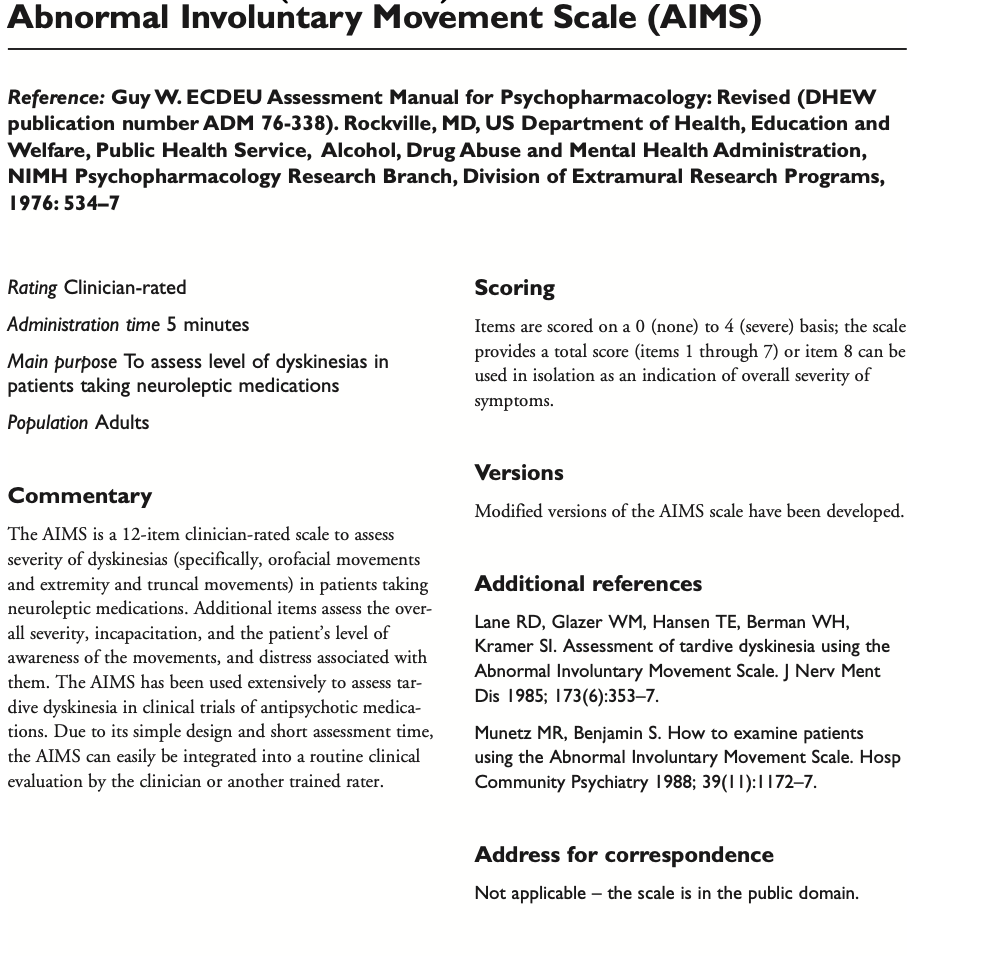 Abnormal Involuntary Movement Scale (AIMS)
Reference: Guy W. ECDEU Assessment Manual for Psychopharmacology: Revised (DHEW
publication number ADM 76-338). Rockville, MD, US Department of Health, Education and
Welfare, Public Health Service, Alcohol, Drug Abuse and Mental Health Administration,
NIMH Psychopharmacology Research Branch, Division of Extramural Research Programs,
1976: 534–7
Rating Clinician-rated
Administration time 5 minutes
Main purpose To assess level of dyskinesias in
patients taking neuroleptic medications
Population Adults
Commentary
The AIMS is a 12-item clinician-rated scale to assess
severity of dyskinesias (specifically, orofacial movements
and extremity and truncal movements) in patients taking
neuroleptic medications. Additional items assess the over-
all severity, incapacitation, and the patient's level of
awareness of the movements, and distress associated with
them. The AIMS has been used extensively to assess tar-
dive dyskinesia in clinical trials of antipsychotic medica-
tions. Due to its simple design and short assessment time,
the AIMS can easily be integrated into a routine clinical
evaluation by the clinician or another trained rater.
Scoring
Items are scored on a 0 (none) to 4 (severe) basis; the scale
provides a total score (items 1 through 7) or item 8 can be
used in isolation as an indication of overall severity of
symptoms.
Versions
Modified versions of the AIMS scale have been developed.
Additional references
Lane RD, Glazer WM, Hansen TE, Berman WH,
Kramer SI. Assessment of tardive dyskinesia using the
Abnormal Involuntary Movement Scale. J Nerv Ment
Dis 1985; 173(6):353–7.
Munetz MR, Benjamin S. How to examine patients
using the Abnormal Involuntary Movement Scale. Hosp
Community Psychiatry 1988; 39(11):1172–7.
Address for correspondence
Not applicable – the scale is in the public domain.